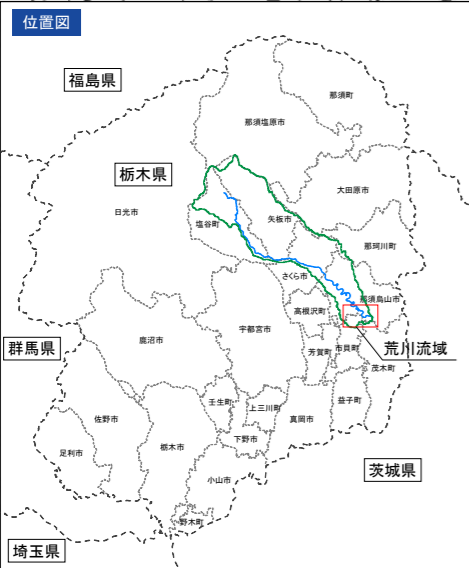 位置図
福島県
那須町
那須塩原市
栃木県
大田原市
日光市
矢板市
塩谷町
那珂川町
さくら市
那須烏山市
高根沢町
宇都宮市
荒川流域
群馬県
鹿沼市
芳賀町
市貝町
茂木町
壬生町
上三川町
益子町
佐野市
真岡市
栃木市
下野市
足利市
茨城県
小山市
野木町
埼玉県